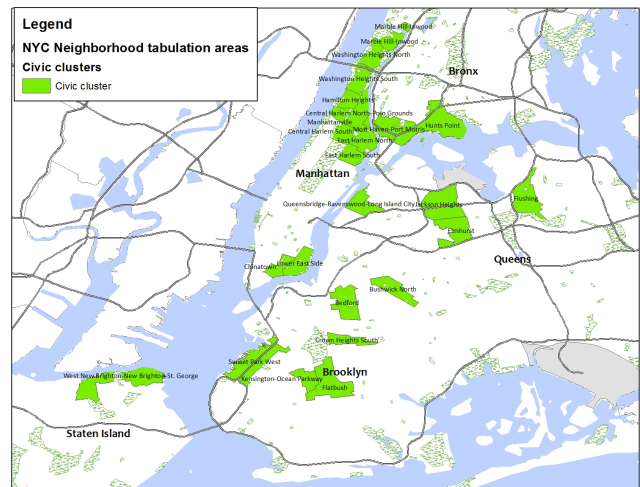 Legend
NYC Neighborhood tabulation areas
Civic clusters
Civic cluster
Marble Hill-Inwood
Marble Hill-Inwood
Washington Heights North
Bronx
Washington Heights South
Hamilton Heights
Central Harlem North-Polo Grounds
Manhattanville
Hunts Point
Central Harlem South
Mott Haven-Port Morris
East Harlem North
East Harlem South
Manhattan
Queensbridge-Ravenswood-Long Island City
Jackson Heights
Flushing
Elmhurst
Queens
Chinatown
Lower East Side
Bushwick North
Bedford
Crown Heights South
Sunset Park West
Brooklyn
West New Brighton-New Brighton-St. George
Kensington-Ocean Parkway
Flatbush
Staten Island